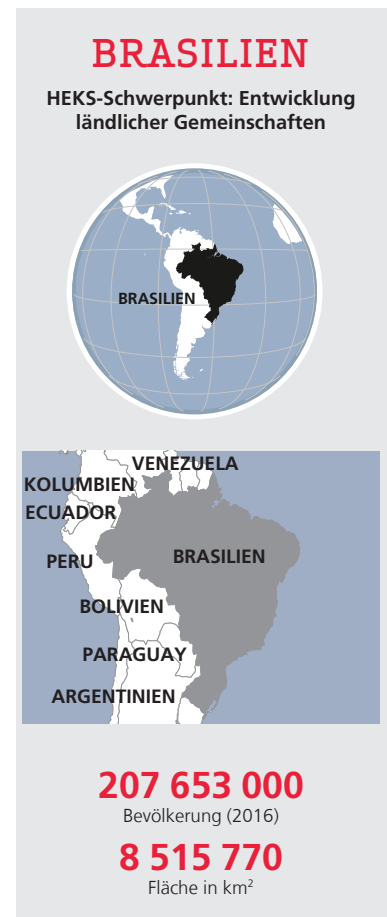 BRASILIEN
HEKS-Schwerpunkt: Entwicklung
ländlicher Gemeinschaften
BRASILIEN
VENEZUELA
KOLUMBIEN
ECUADOR
PERU
BRASILIEN
BOLIVIEN
PARAGUAY
ARGENTINIEN
207 653 000
Bevölkerung (2016)
8 515 770
Fläche in km²